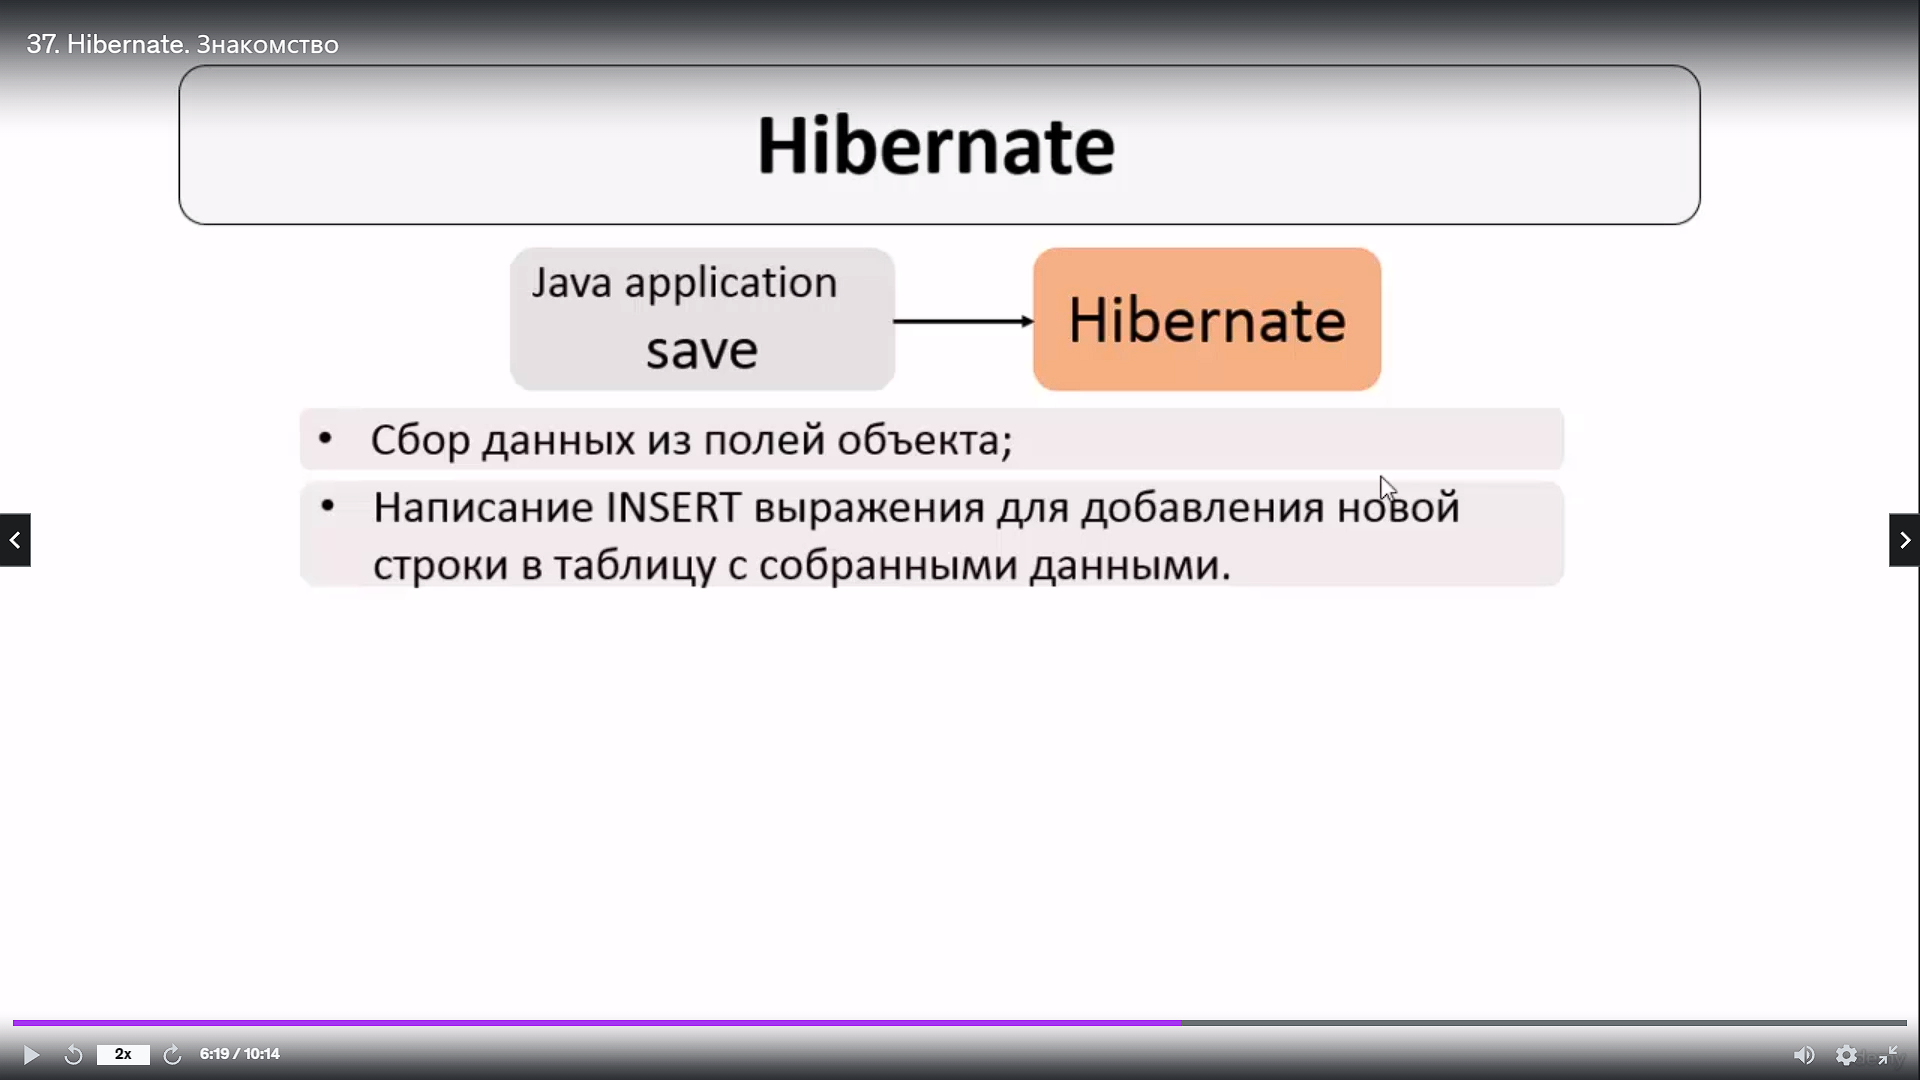 37. Hibernate. Знакомство
Hibernate
Java application
save
Hibernate
• Сбор данных из полей объекта;
• Написание INSERT выражения для добавления новой
строки в таблицу с собранными данными.
2x
6:19 / 10:14